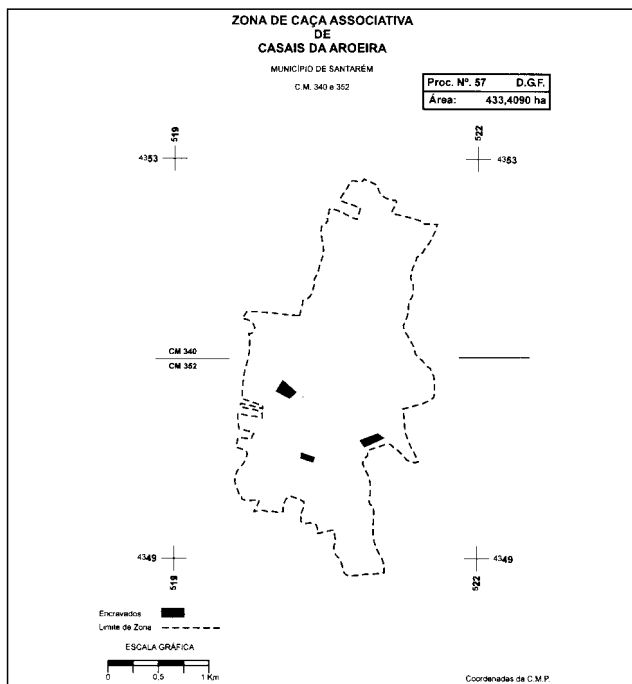 ZONA DE CAÇA ASSOCIATIVA
DE
CASAIS DA AROEIRA
MUNICÍPIO DE SANTARÉM
C.M. 340 e 352
Proc. Nº. 57 D.G.F.
Área: 433,4090 ha
519
522
4353
4353
CM 340
CM 352
4349
4349
519
522
Encravados
Limite de Zona
ESCALA GRÁFICA
0 0,5 1 Km
Coordenadas da C.M.P.